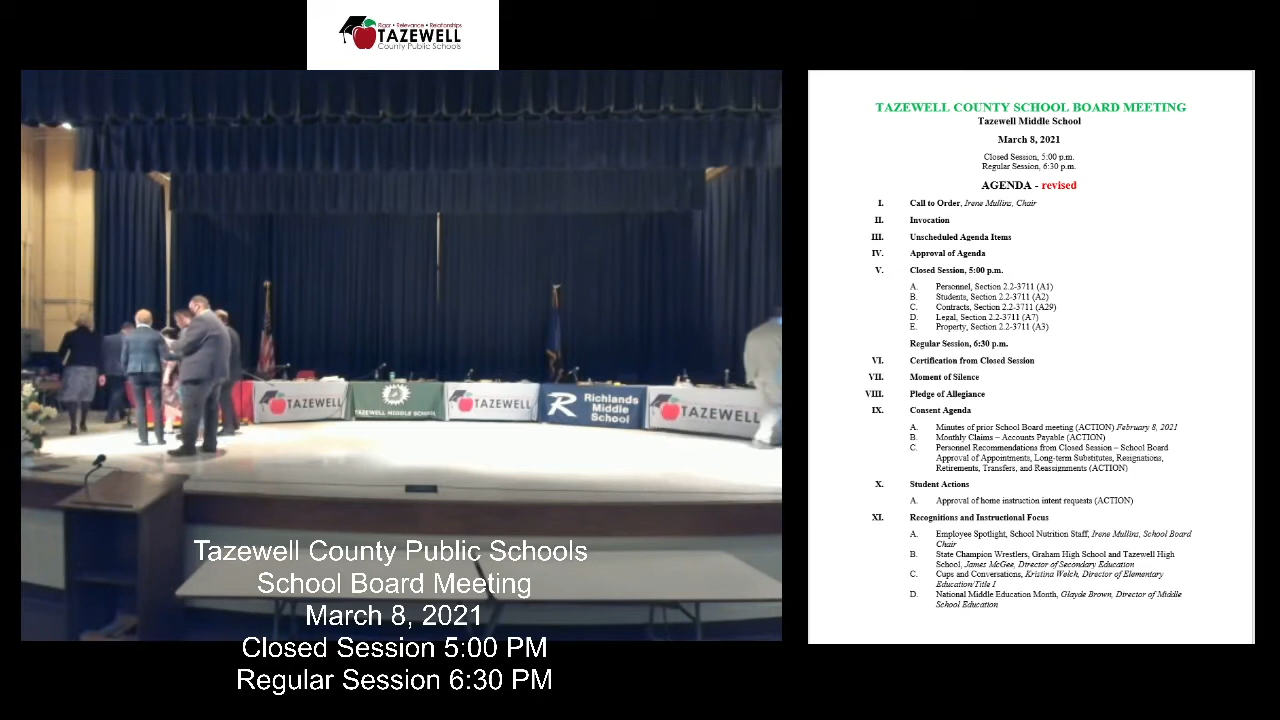 Rigor • Relevance • Relationships
TAZEWELL
County Public Schools
TAZEWELL
TAZEWELL MIDDLE SCHOOL
TAZEWELL
R Richlands
Middle
School
TAZEWELL
Tazewell County Public Schools
School Board Meeting
March 8, 2021
Closed Session 5:00 PM
Regular Session 6:30 PM
TAZEWELL COUNTY SCHOOL BOARD MEETING
Tazewell Middle School
March 8, 2021
Closed Session, 5:00 p.m.
Regular Session, 6:30 p.m.
AGENDA - revised
I. Call to Order, Irene Mullins, Chair
II. Invocation
III. Unscheduled Agenda Items
IV. Approval of Agenda
V. Closed Session, 5:00 p.m.
A. Personnel, Section 2.2-3711 (A1)
B. Students, Section 2.2-3711 (A2)
C. Contracts, Section 2.2-3711 (A29)
D. Legal, Section 2.2-3711 (A7)
E. Property, Section 2.2-3711 (A3)
Regular Session, 6:30 p.m.
VI. Certification from Closed Session
VII. Moment of Silence
VIII. Pledge of Allegiance
IX. Consent Agenda
A. Minutes of prior School Board meeting (ACTION) February 8, 2021
B. Monthly Claims – Accounts Payable (ACTION)
C. Personnel Recommendations from Closed Session – School Board
Approval of Appointments, Long-term Substitutes, Resignations,
Retirements, Transfers, and Reassignments (ACTION)
X. Student Actions
A. Approval of home instruction intent requests (ACTION)
XI. Recognitions and Instructional Focus
A. Employee Spotlight, School Nutrition Staff, Irene Mullins, School Board
Chair
B. State Champion Wrestlers, Graham High School and Tazewell High
School, James McGee, Director of Secondary Education
C. Cups and Conversations, Kristina Welch, Director of Elementary
Education/Title I
D. National Middle Education Month, Glayde Brown, Director of Middle
School Education